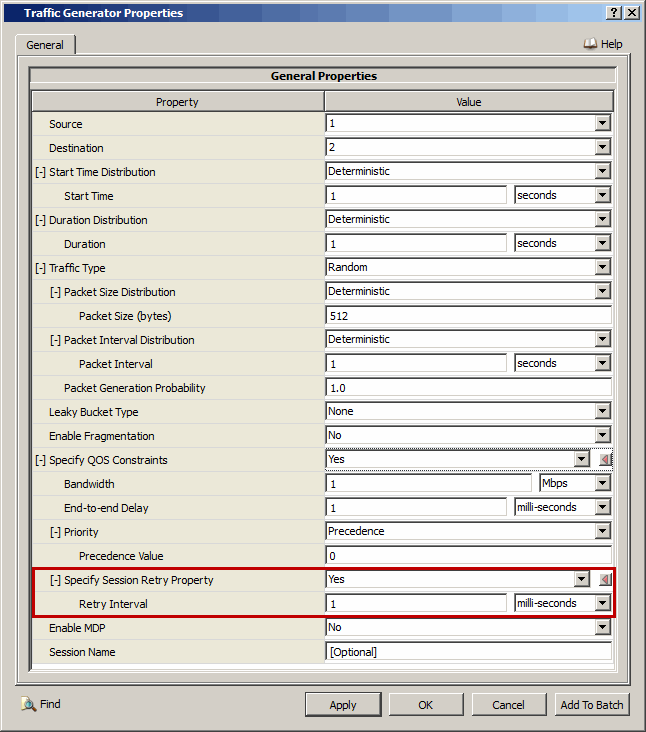 Traffic Generator Properties
General
Help
General Properties
Property Value
Source 1
Destination 2
[-] Start Time Distribution Deterministic
Start Time 1 seconds
[-] Duration Distribution Deterministic
Duration 1 seconds
[-] Traffic Type Random
[-] Packet Size Distribution Deterministic
Packet Size (bytes) 512
[-] Packet Interval Distribution Deterministic
Packet Interval 1 seconds
Packet Generation Probability 1.0
Leaky Bucket Type None
Enable Fragmentation No
[-] Specify QOS Constraints Yes
Bandwidth 1 Mbps
End-to-end Delay 1 milli-seconds
[-] Priority Precedence
Precedence Value 0
[-] Specify Session Retry Property Yes
Retry Interval 1 milli-seconds
Enable MDP No
Session Name [Optional]
Find Apply OK Cancel Add To Batch